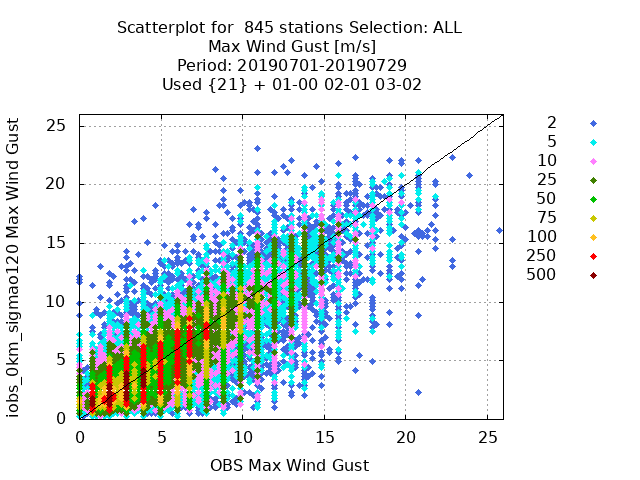 Scatterplot for  845 stations Selection: ALL
Max Wind Gust [m/s]
Period: 20190701-20190729
Used {21} + 01-00 02-01 03-02
iobs_0km_sigmao120 Max Wind Gust
25
20
15
10
5
0
0 5 10 15 20 25
OBS Max Wind Gust
2
5
10
25
50
75
100
250
500